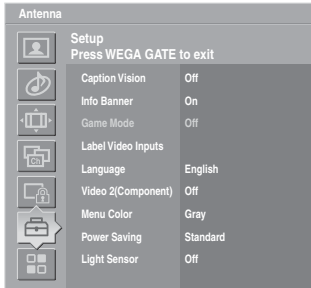 Antenna
Setup
Press WEGA GATE to exit
Caption Vision Off
Info Banner On
Game Mode Off
Label Video Inputs
Ch
Language English
Video 2(Component) Off
Menu Color Gray
Power Saving Standard
Light Sensor Off